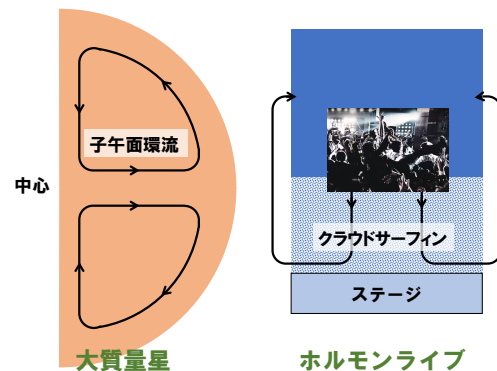 子午面環流
中心
大質量星
クラウドサーフィン
ステージ
ホルモンライブ